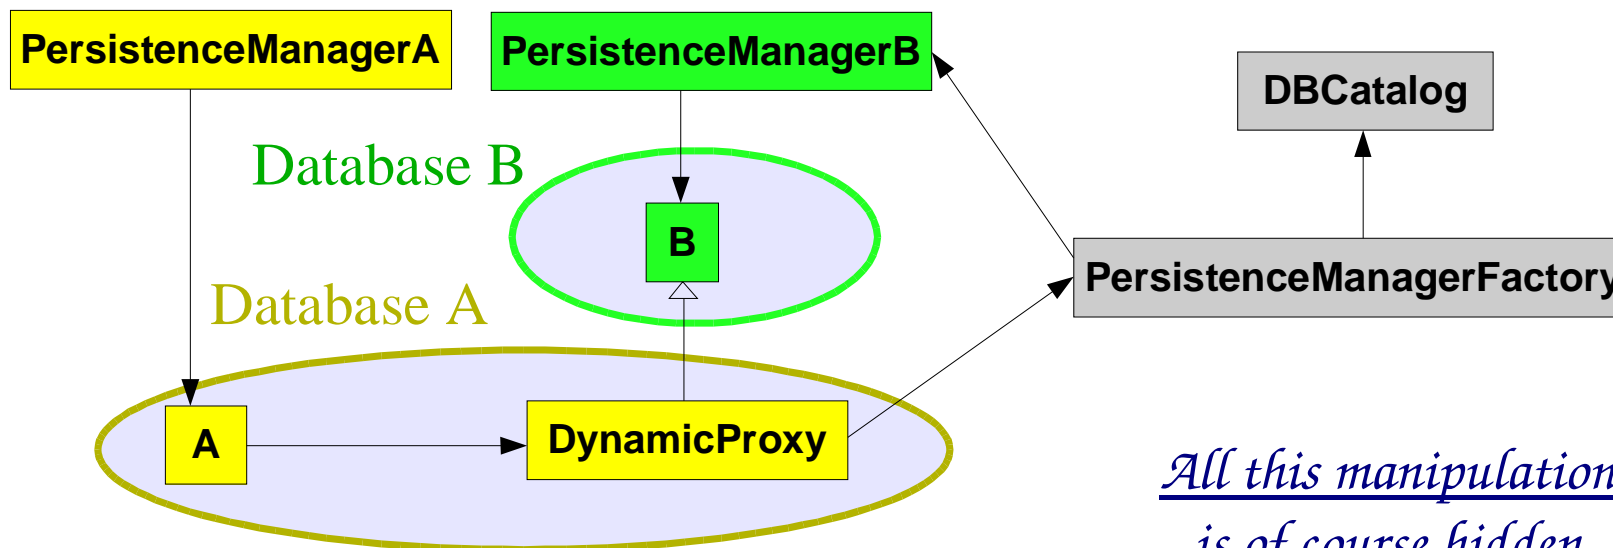 PersistenceManagerA
PersistenceManagerB
DBCatalog
Database B
B
PersistenceManagerFactory
Database A
A
DynamicProxy
All this manipulation
is of course hidden